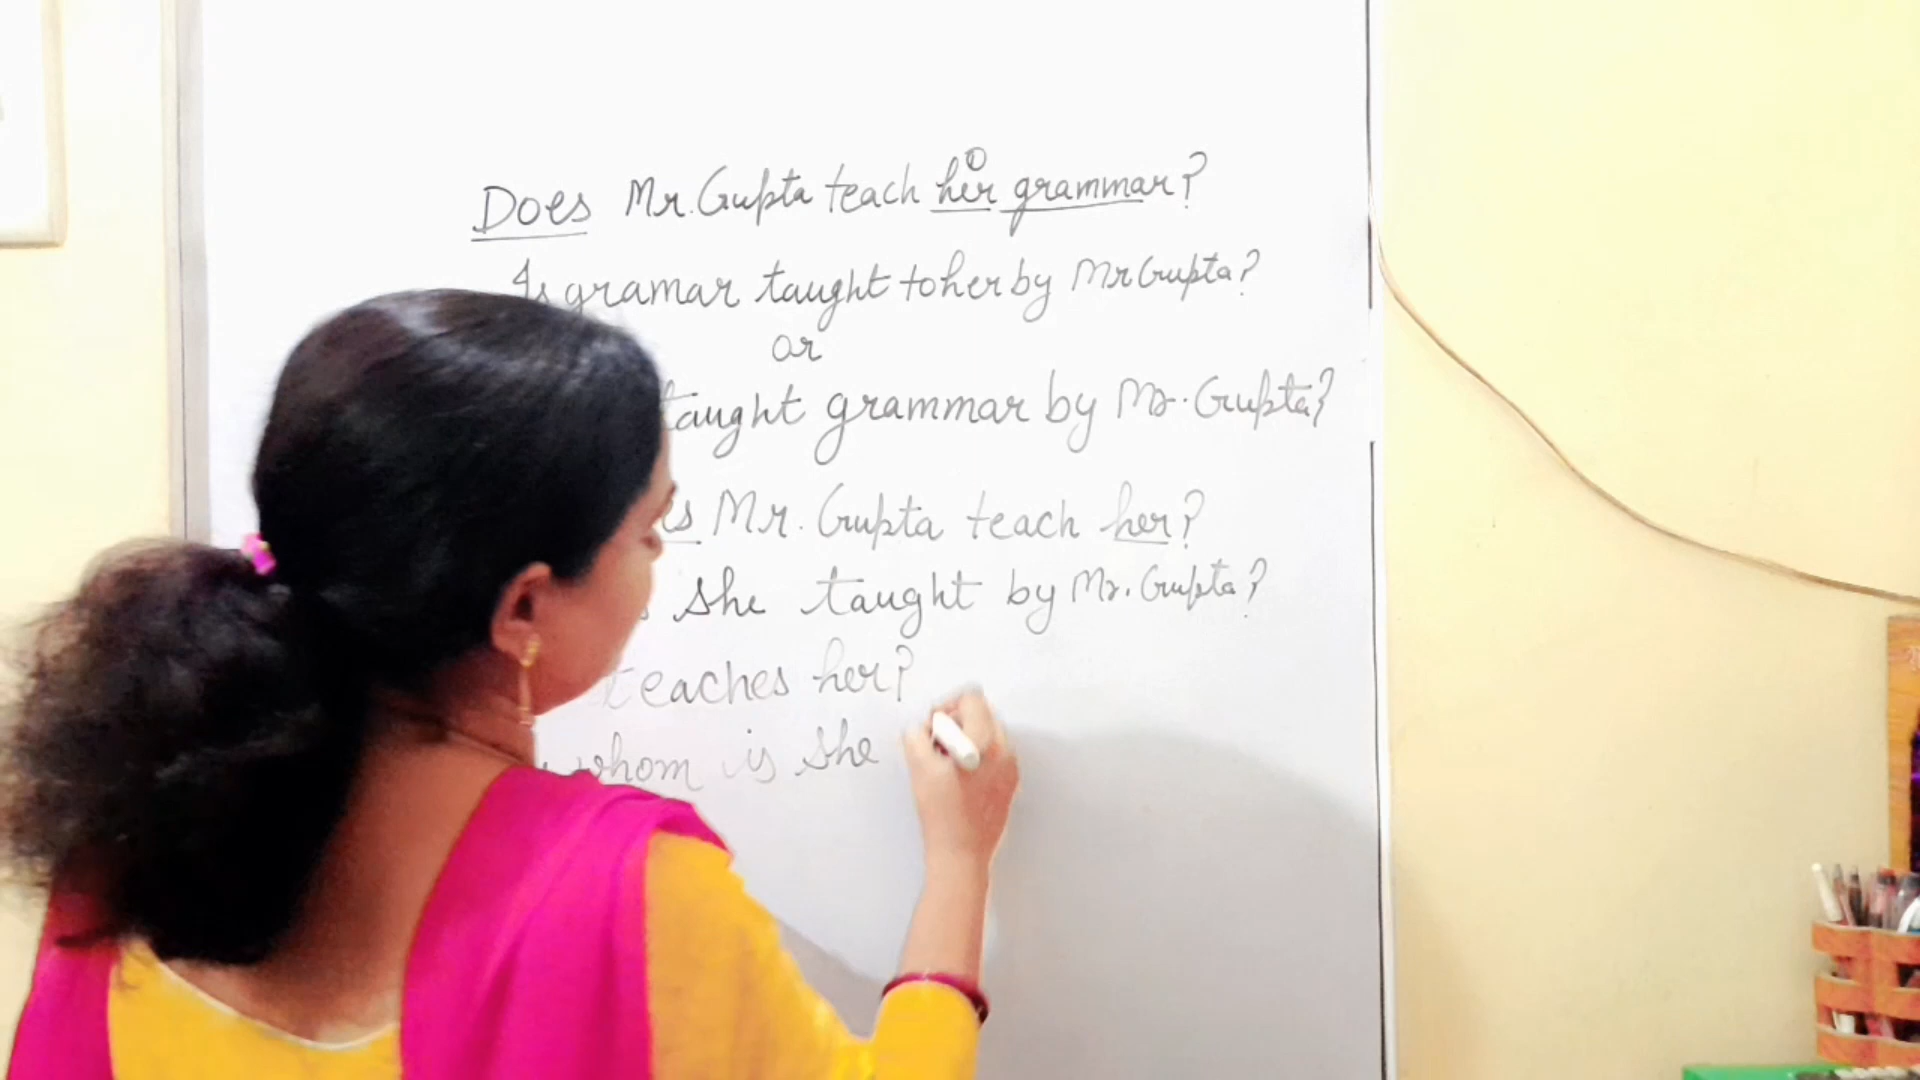 Does Mr. Gupta teach her grammar?
Is gramar taught to her by Mr Gupta?
or
taught grammar by Mr. Gupta?
Mr. Gupta teach her?
she taught by Mr. Gupta?
teaches her?
whom is she